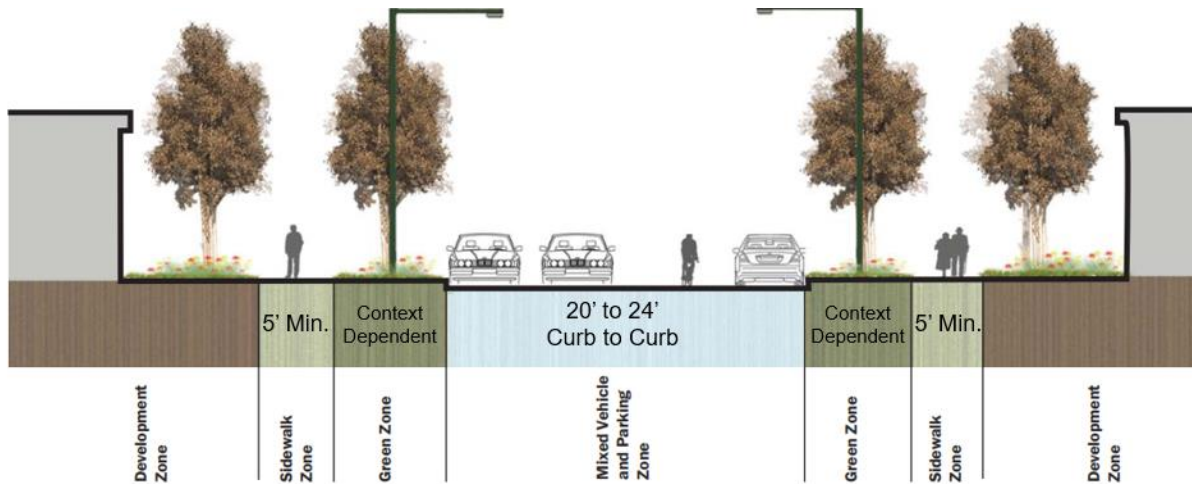 5’ Min.
Context
Dependent
20’ to 24’
Curb to Curb
Context
Dependent
5’ Min.
Development
Zone
Sidewalk
Zone
Green Zone
Mixed Vehicle
and Parking
Zone
Green Zone
Sidewalk
Zone
Development
Zone